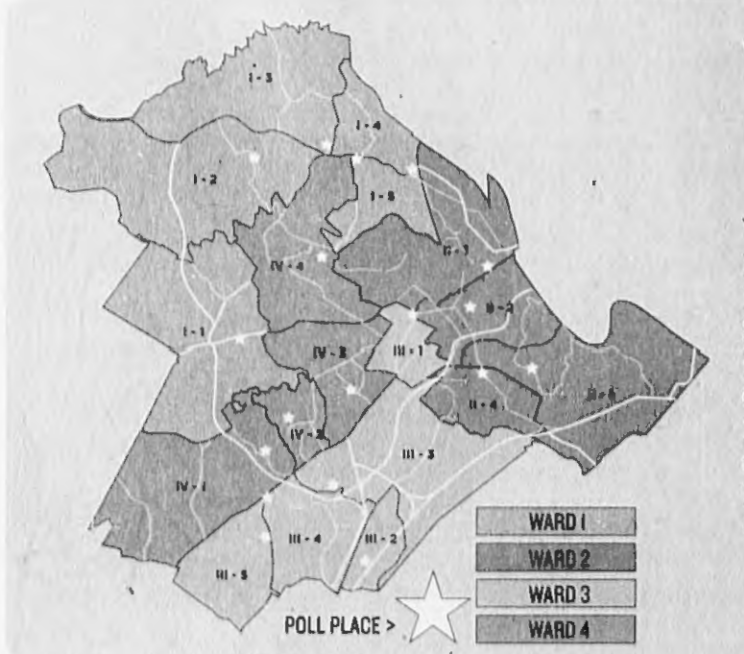 I - 3
I - 4
I - 2
I - 5
II - 1
IV - 4
II - 2
I - 1
III - 1
IV - 3
II - 4
IV - 2
III - 3
IV - 1
III - 4
III - 2
III - 5
WARD 1
WARD 2
WARD 3
WARD 4
POLL PLACE >